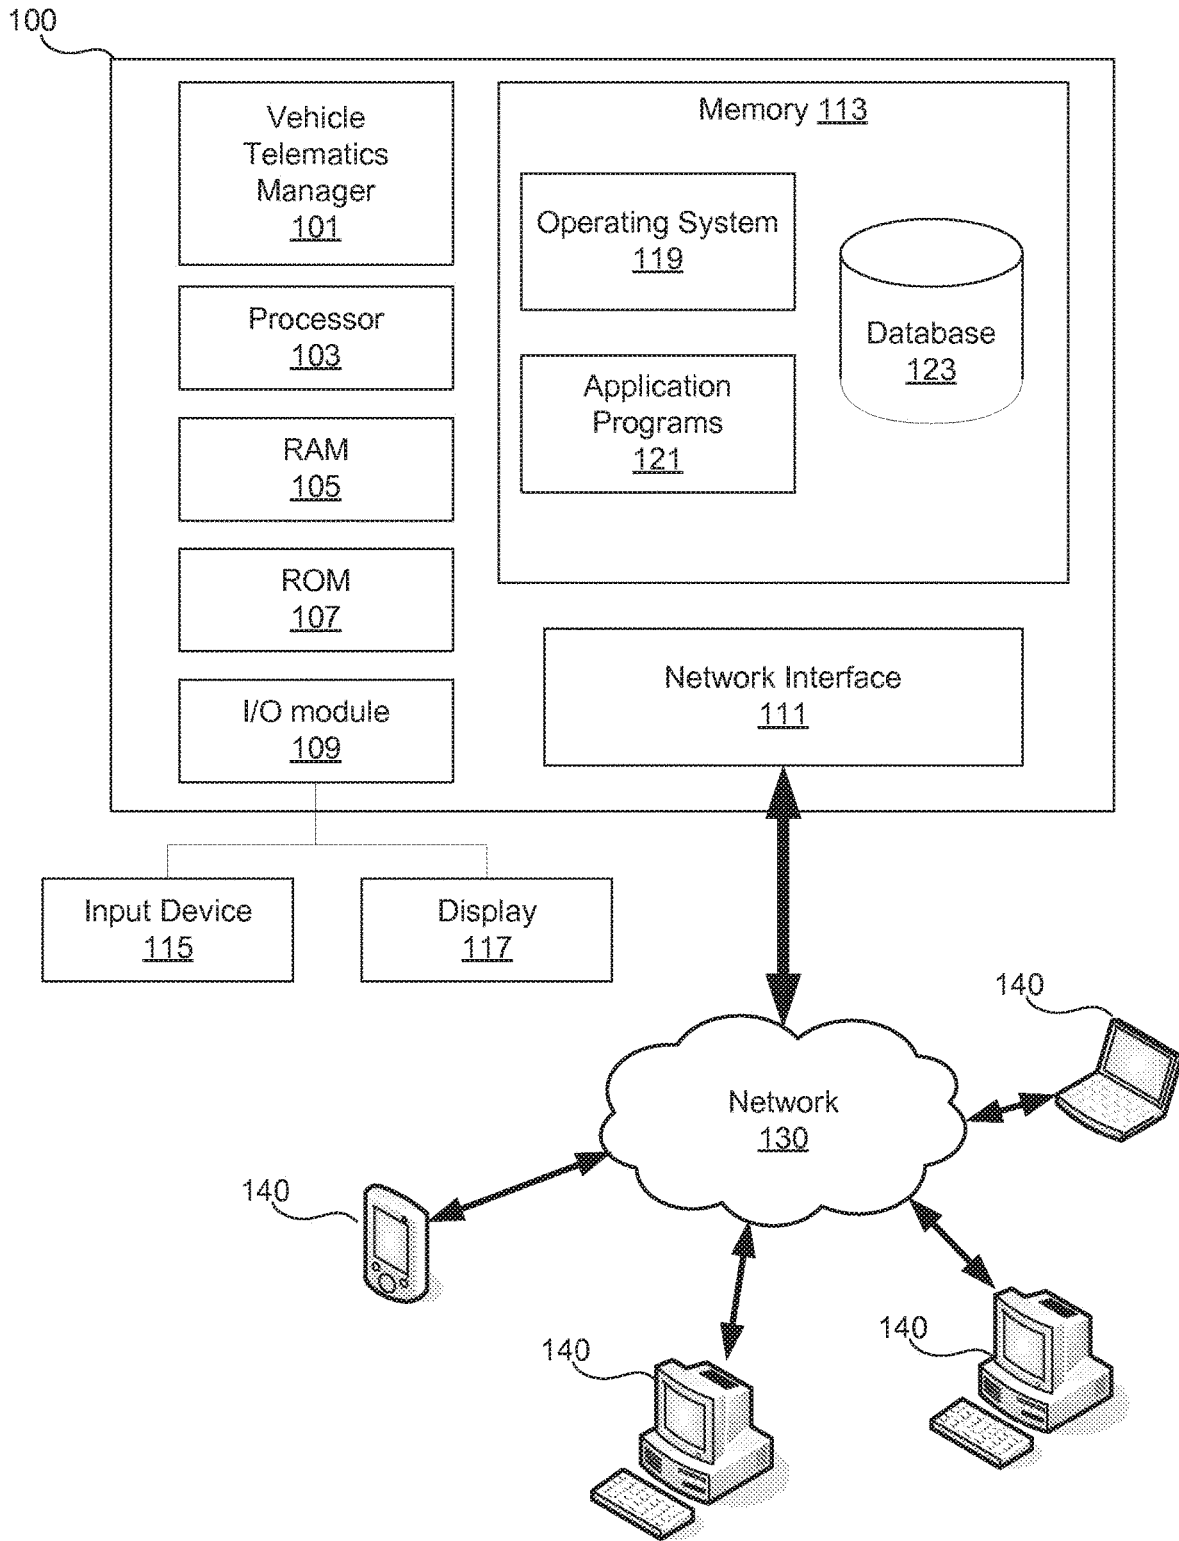 100
Vehicle
Telematics
Manager
101
Processor
103
RAM
105
ROM
107
I/O module
109
Memory 113
Operating System
119
Application
Programs
121
Database
123
Network Interface
111
Input Device
115
Display
117
Network
130
140
140
140
140